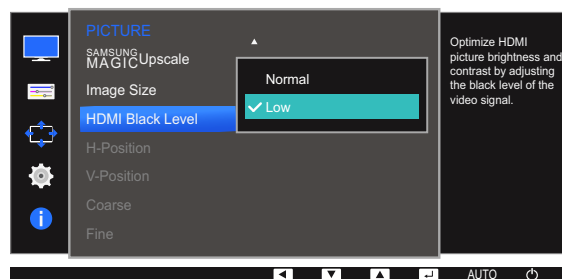 PICTURE
SAMSUNG
MAGICUpscale
Image Size
HDMI Black Level
H-Position
V-Position
Coarse
Fine
Normal
Low
Optimize HDMI
picture brightness and
contrast by adjusting
the black level of the
video signal.
AUTO